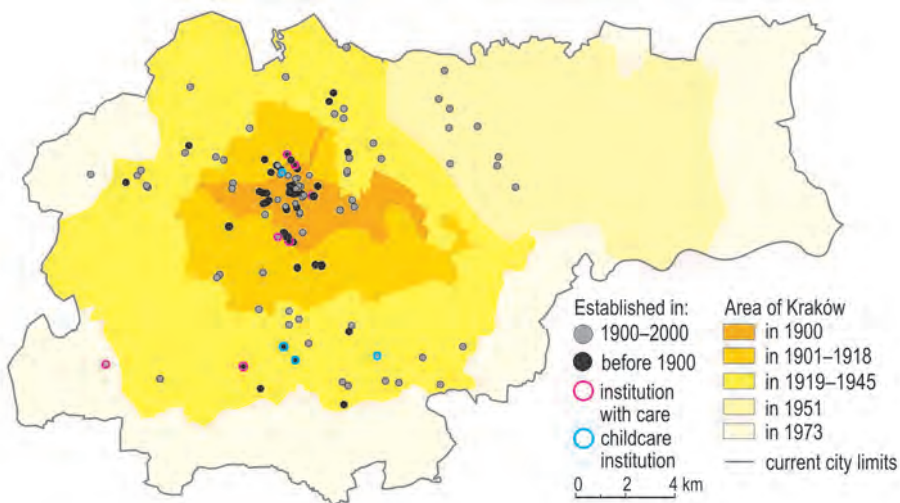 Established in:
1900–2000
before 1900
institution
with care
childcare
institution
0 2 4 km
Area of Kraków
in 1900
in 1901–1918
in 1919–1945
in 1951
in 1973
current city limits